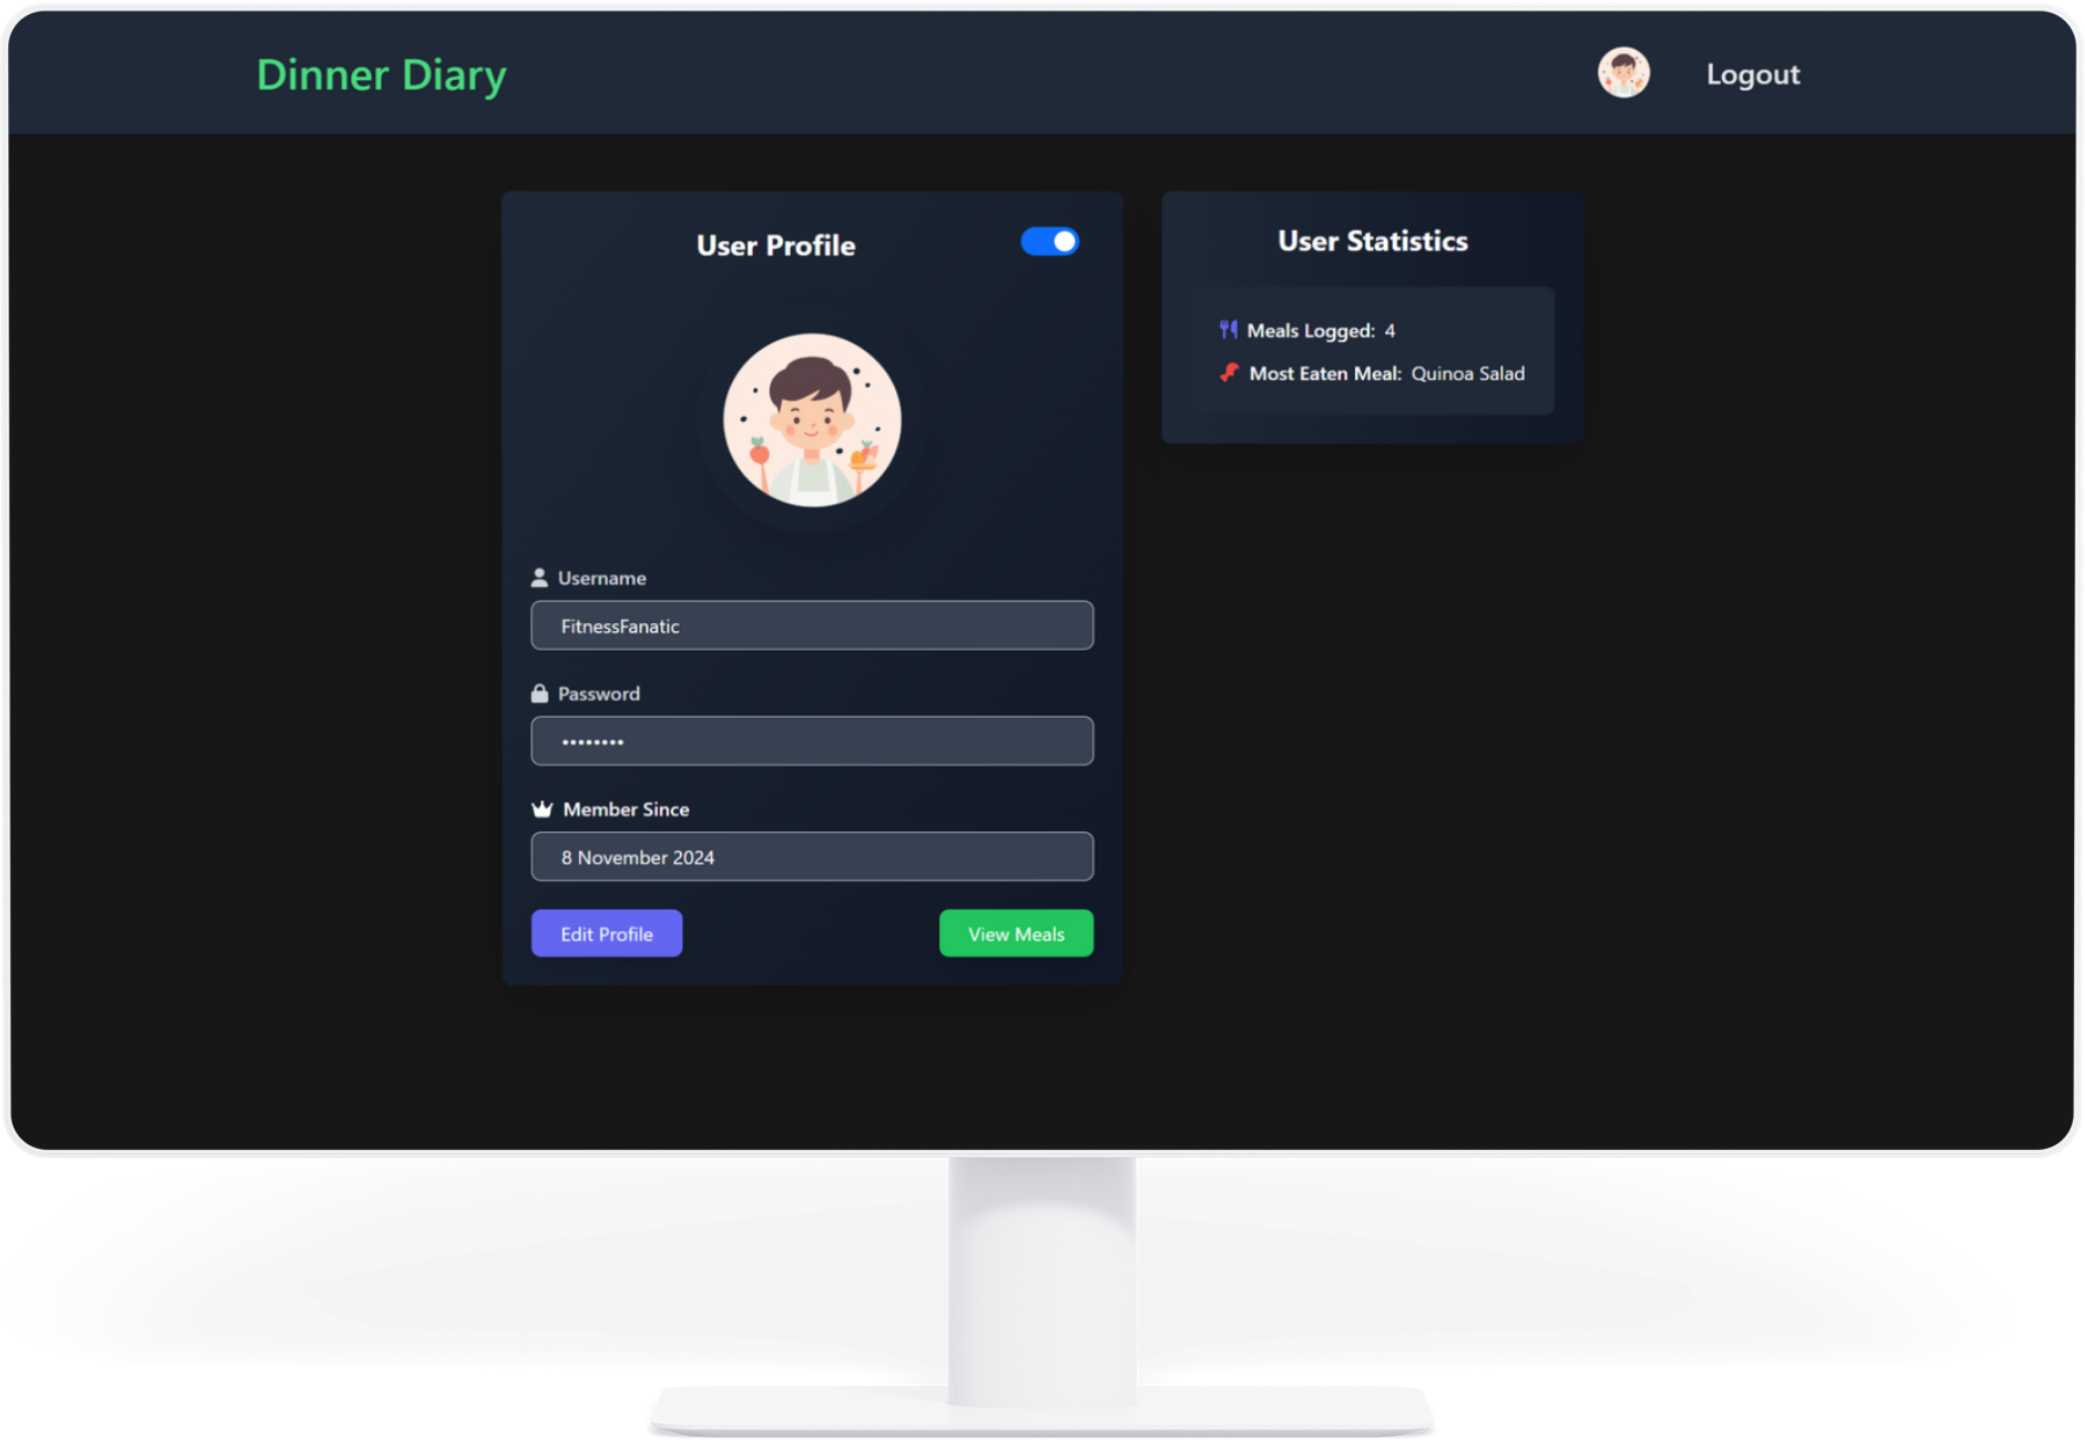 Dinner Diary
Logout
User Profile
Username
FitnessFanatic
Password
••••••••
Member Since
8 November 2024
Edit Profile
View Meals
User Statistics
Meals Logged: 4
Most Eaten Meal: Quinoa Salad